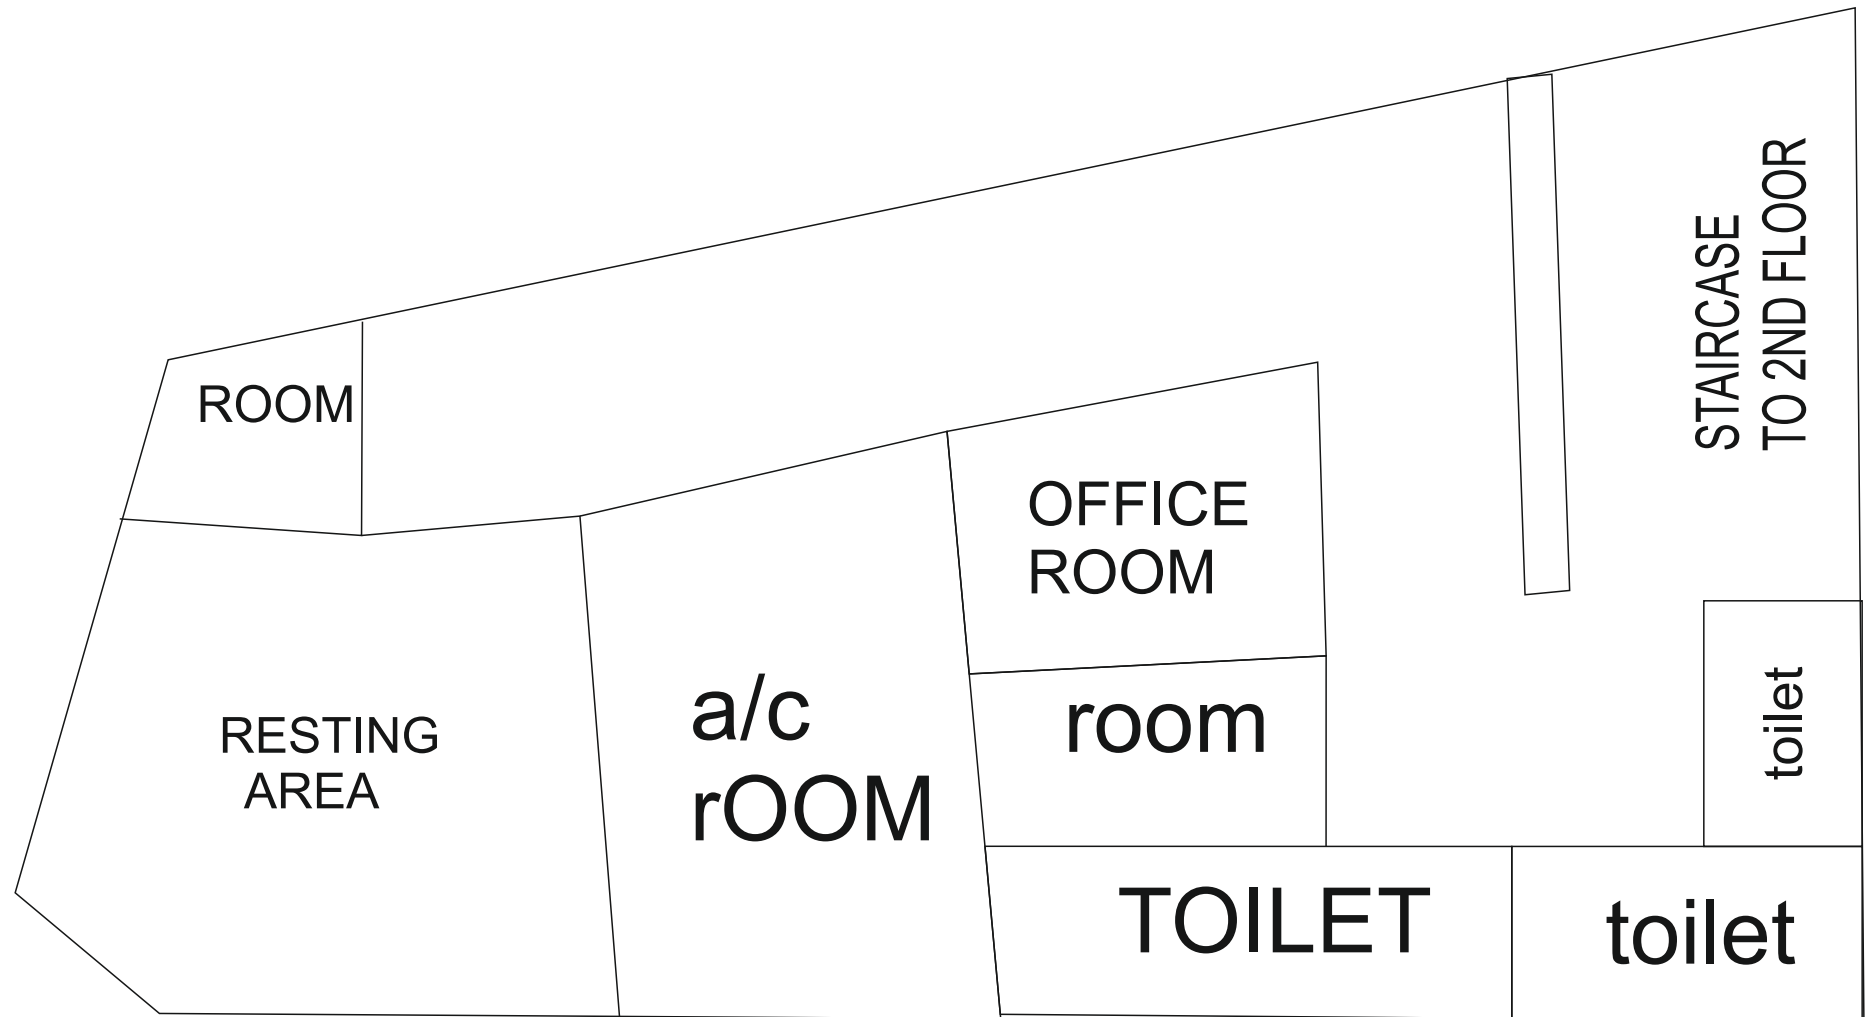 ROOM
RESTING
AREA
a/c
rOOM
OFFICE
ROOM
room
TOILET
toilet
toilet
STAIRCASE
TO 2ND FLOOR